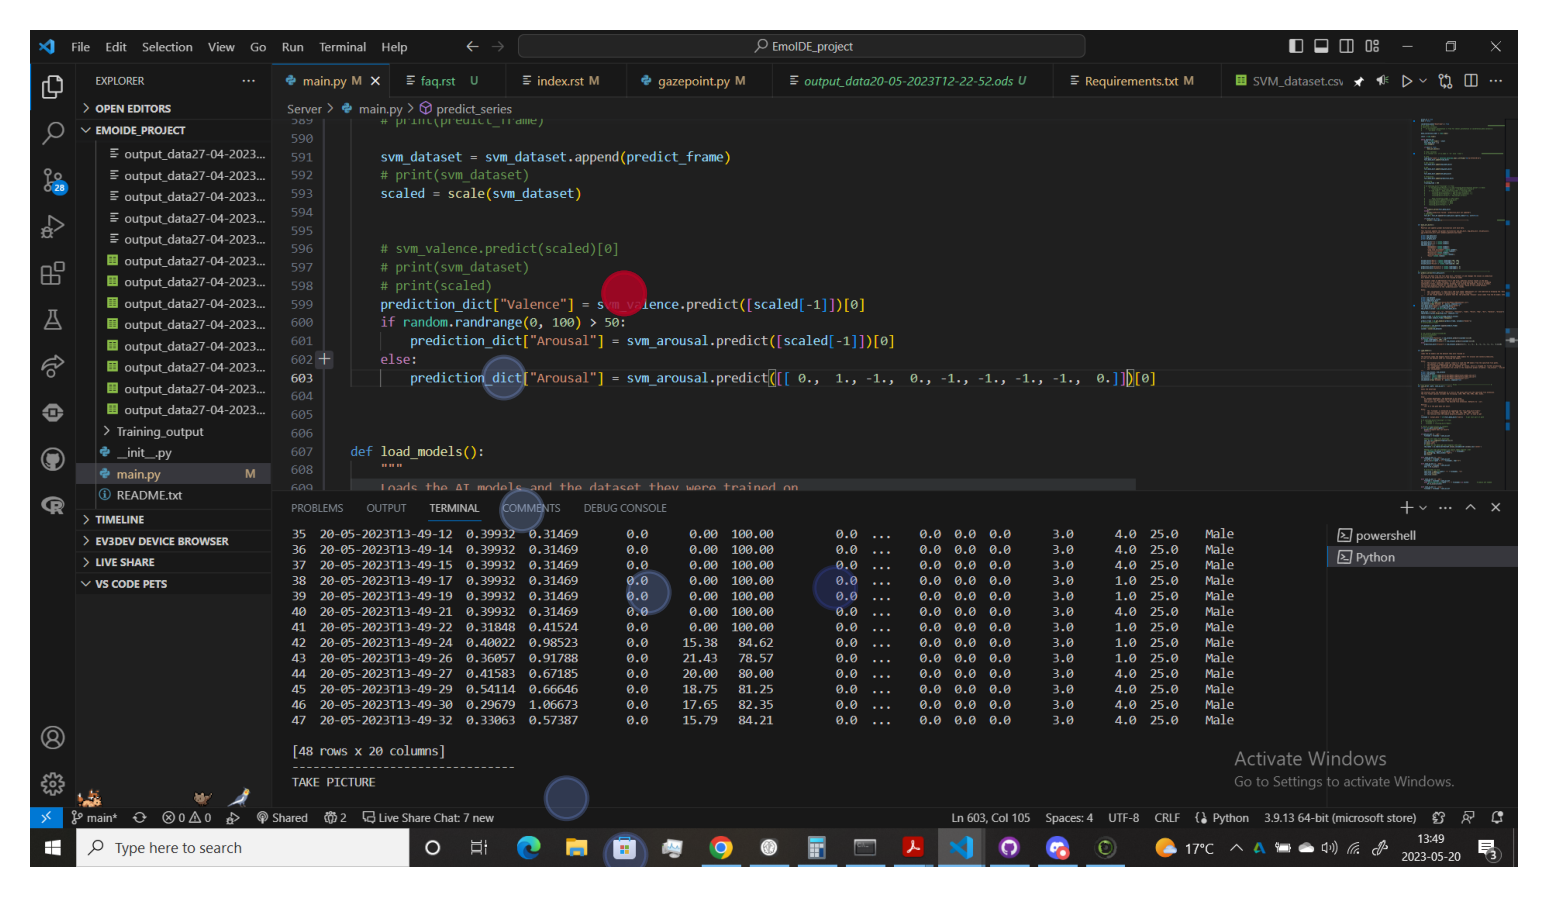 File Edit Selection View Go Run Terminal Help
EmoIDE_project
EXPLORER
main.py M
faq.rst U
index.rst M
gazepoint.py M
output_data20-05-2023T12-22-52.ods U
Requirements.txt M
SVM_dataset.csv
OPEN EDITORS
EMOIDE_PROJECT
output_data27-04-2023...
output_data27-04-2023...
output_data27-04-2023...
output_data27-04-2023...
output_data27-04-2023...
output_data27-04-2023...
output_data27-04-2023...
output_data27-04-2023...
output_data27-04-2023...
output_data27-04-2023...
output_data27-04-2023...
output_data27-04-2023...
output_data27-04-2023...
Training_output
__init__.py
main.py M
README.txt
TIMELINE
EV3DEV DEVICE BROWSER
LIVE SHARE
VS CODE PETS
28
Server > main.py > predict_series
589 # print(predict_frame)
590
591 svm_dataset = svm_dataset.append(predict_frame)
592 # print(svm_dataset)
593 scaled = scale(svm_dataset)
594
595
596 # svm_valence.predict(scaled)[0]
597 # print(svm_dataset)
598 # print(scaled)
599 prediction_dict["Valence"] = svm_valence.predict([scaled[-1]])[0]
600 if random.randrange(0, 100) > 50:
601 prediction_dict["Arousal"] = svm_arousal.predict([scaled[-1]])[0]
602 else:
603 prediction_dict["Arousal"] = svm_arousal.predict([[ 0., 1., -1., 0., -1., -1., -1., -1., 0.]])[0]
604
605
606
607 def load_models():
608 """
609 Loads the AI models and the dataset they were trained on
PROBLEMS OUTPUT TERMINAL COMMENTS DEBUG CONSOLE
35 20-05-2023T13-49-12 0.39932 0.31469 0.0 0.00 100.00 0.0 ... 0.0 0.0 0.0 3.0 4.0 25.0 Male
36 20-05-2023T13-49-14 0.39932 0.31469 0.0 0.00 100.00 0.0 ... 0.0 0.0 0.0 3.0 4.0 25.0 Male
37 20-05-2023T13-49-15 0.39932 0.31469 0.0 0.00 100.00 0.0 ... 0.0 0.0 0.0 3.0 4.0 25.0 Male
38 20-05-2023T13-49-17 0.39932 0.31469 0.0 0.00 100.00 0.0 ... 0.0 0.0 0.0 3.0 1.0 25.0 Male
39 20-05-2023T13-49-19 0.39932 0.31469 0.0 0.00 100.00 0.0 ... 0.0 0.0 0.0 3.0 1.0 25.0 Male
40 20-05-2023T13-49-21 0.39932 0.31469 0.0 0.00 100.00 0.0 ... 0.0 0.0 0.0 3.0 4.0 25.0 Male
41 20-05-2023T13-49-22 0.31848 0.41524 0.0 0.00 100.00 0.0 ... 0.0 0.0 0.0 3.0 1.0 25.0 Male
42 20-05-2023T13-49-24 0.40022 0.98523 0.0 15.38 84.62 0.0 ... 0.0 0.0 0.0 3.0 1.0 25.0 Male
43 20-05-2023T13-49-26 0.36057 0.91788 0.0 21.43 78.57 0.0 ... 0.0 0.0 0.0 3.0 1.0 25.0 Male
44 20-05-2023T13-49-27 0.41583 0.67185 0.0 20.00 80.00 0.0 ... 0.0 0.0 0.0 3.0 4.0 25.0 Male
45 20-05-2023T13-49-29 0.54114 0.66646 0.0 18.75 81.25 0.0 ... 0.0 0.0 0.0 3.0 4.0 25.0 Male
46 20-05-2023T13-49-30 0.29679 1.06673 0.0 17.65 82.35 0.0 ... 0.0 0.0 0.0 3.0 4.0 25.0 Male
47 20-05-2023T13-49-32 0.33063 0.57387 0.0 15.79 84.21 0.0 ... 0.0 0.0 0.0 3.0 4.0 25.0 Male
[48 rows x 20 columns]
--------------------------------
TAKE PICTURE
powershell
Python
Activate Windows
Go to Settings to activate Windows.
main* 0 0 Shared 2 Live Share Chat: 7 new
Ln 603, Col 105 Spaces: 4 UTF-8 CRLF Python 3.9.13 64-bit (microsoft store)
Type here to search
17°C
13:49
2023-05-20
3